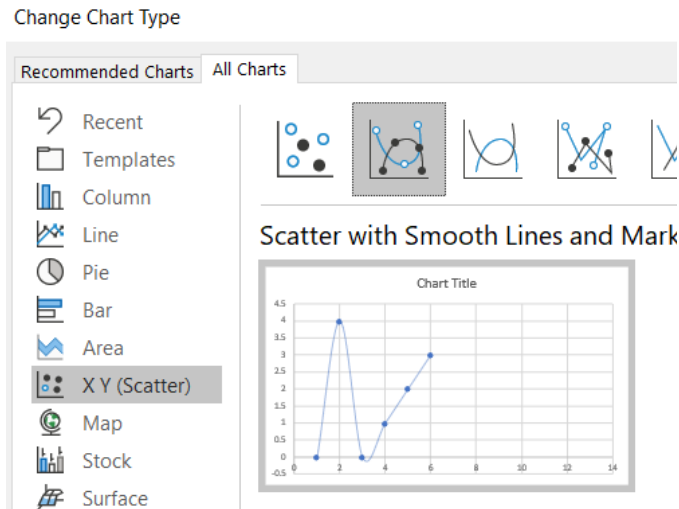 Change Chart Type
Recommended Charts All Charts
Recent
Templates
Column
Line
Pie
Bar
Area
X Y (Scatter)
Map
Stock
Surface
Scatter with Smooth Lines and Mark
Chart Title
4.5
4
3.5
3
2.5
2
1.5
1
0.5
0
-0.5
0 2 4 6 8 10 12 14